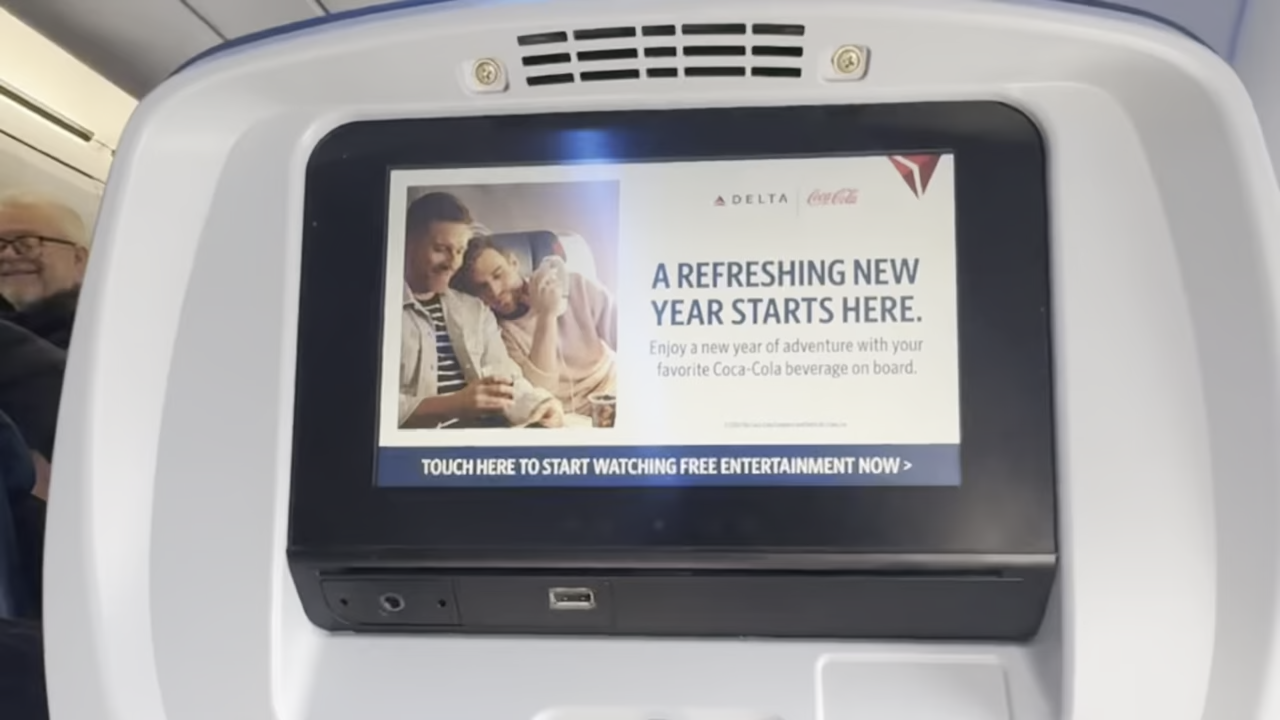 DELTA | Coca-Cola
A REFRESHING NEW
YEAR STARTS HERE.
Enjoy a new year of adventure with your
favorite Coca-Cola beverage on board.
TOUCH HERE TO START WATCHING FREE ENTERTAINMENT NOW >